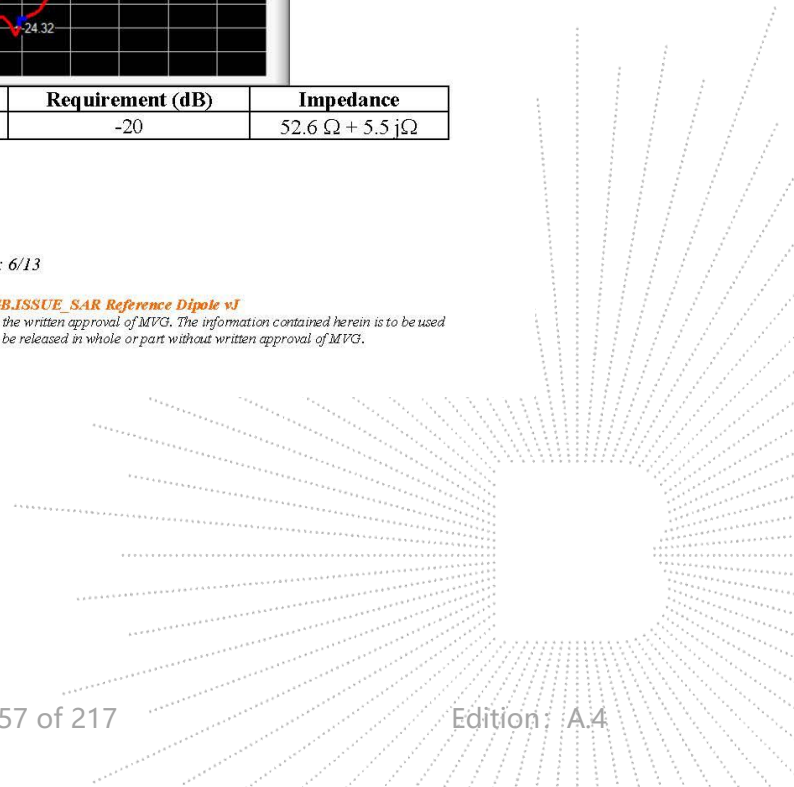 -24.32
Requirement (dB) Impedance
-20 52.6 Ω + 5.5 jΩ
: 6/13
B.ISSUE_SAR Reference Dipole vJ
the written approval of MVG. The information contained herein is to be used
be released in whole or part without written approval of MVG.
57 of 217 Edition：A.4